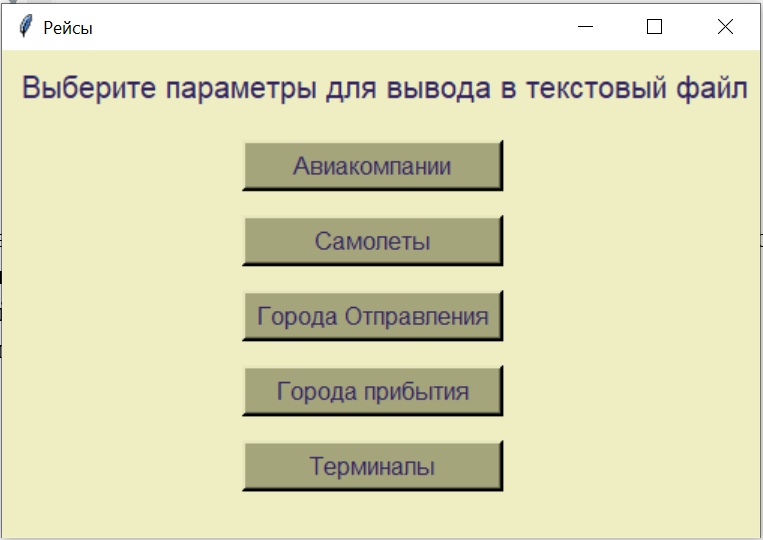 Рейсы
Выберите параметры для вывода в текстовый файл
Авиакомпании
Самолеты
Города Отправления
Города прибытия
Терминалы